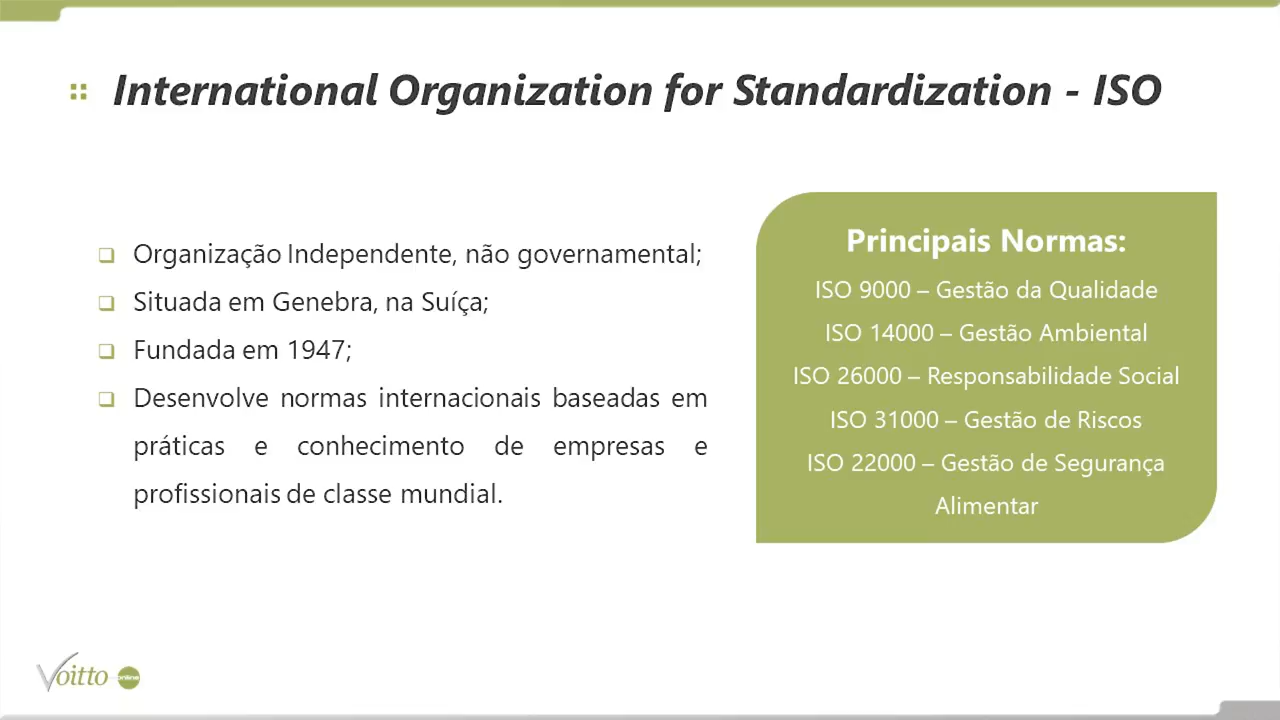 International Organization for Standardization - ISO
Organização Independente, não governamental;
Situada em Genebra, na Suíça;
Fundada em 1947;
Desenvolve normas internacionais baseadas em
práticas e conhecimento de empresas e
profissionais de classe mundial.
Principais Normas:
ISO 9000 – Gestão da Qualidade
ISO 14000 – Gestão Ambiental
ISO 26000 – Responsabilidade Social
ISO 31000 – Gestão de Riscos
ISO 22000 – Gestão de Segurança
Alimentar
Voitto online